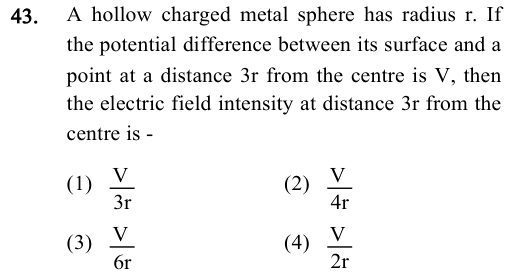 43. A hollow charged metal sphere has radius r. If
the potential difference between its surface and a
point at a distance 3r from the centre is V, then
the electric field intensity at distance 3r from the
centre is -
(1) V/3r (2) V/4r
(3) V/6r (4) V/2r